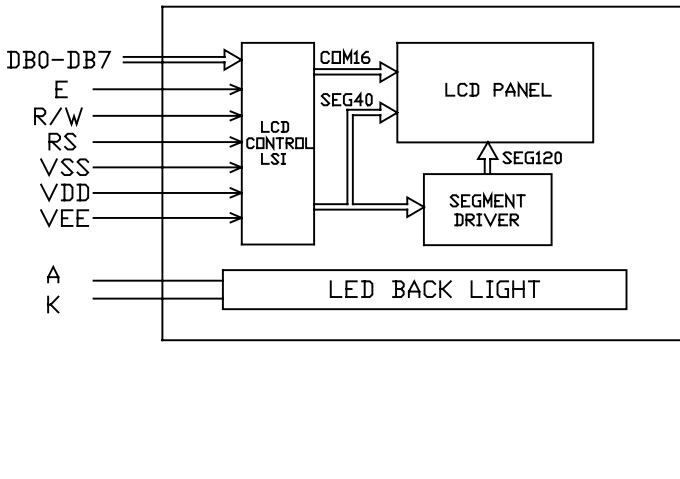 DB0-DB7
E
R/W
RS
VSS
VDD
VEE
LCD
CONTROL
LSI
COM16
SEG40
LCD PANEL
SEG120
SEGMENT
DRIVER
A
K
LED BACK LIGHT